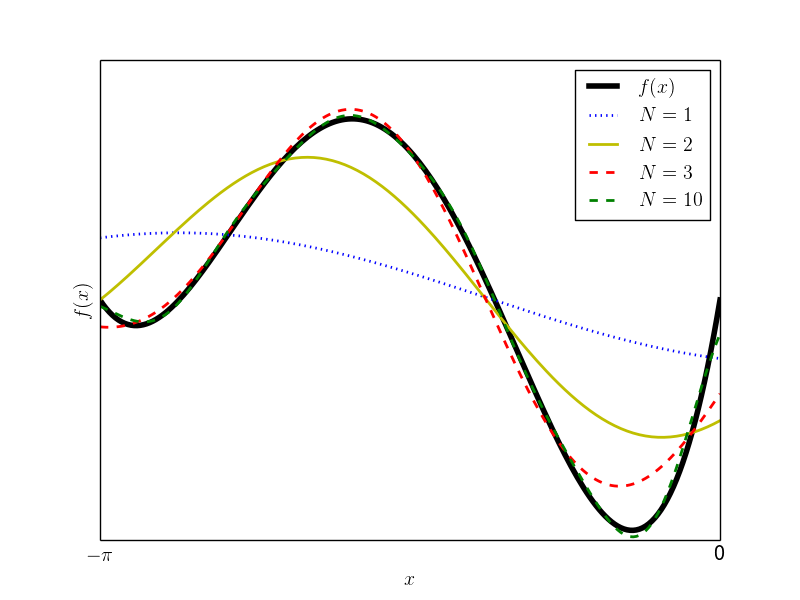 f(x)
N = 1
N = 2
N = 3
N = 10
f(x)
−π
0
x